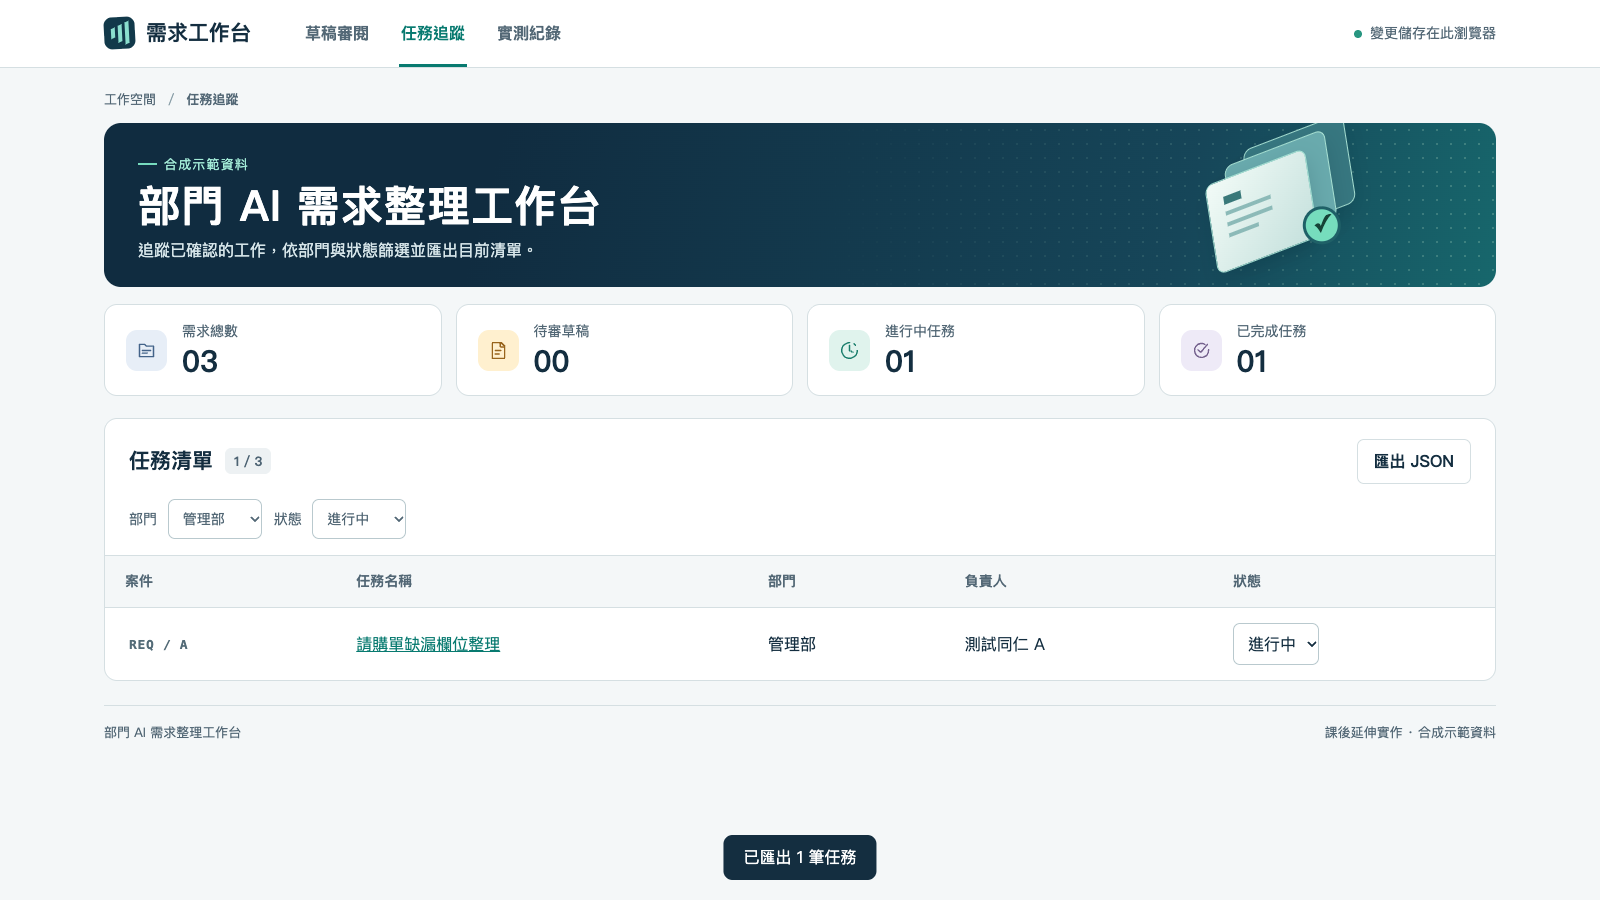 需求工作台
草稿審閱
任務追蹤
實測紀錄
變更儲存在此瀏覽器
工作空間 / 任務追蹤
合成示範資料
部門 AI 需求整理工作台
追蹤已確認的工作，依部門與狀態篩選並匯出目前清單。
需求總數
03
待審草稿
00
進行中任務
01
已完成任務
01
任務清單
1 / 3
匯出 JSON
部門 管理部 狀態 進行中
案件 任務名稱 部門 負責人 狀態
REQ / A 請購單缺漏欄位整理 管理部 測試同仁 A 進行中
部門 AI 需求整理工作台
課後延伸實作 · 合成示範資料
已匯出 1 筆任務